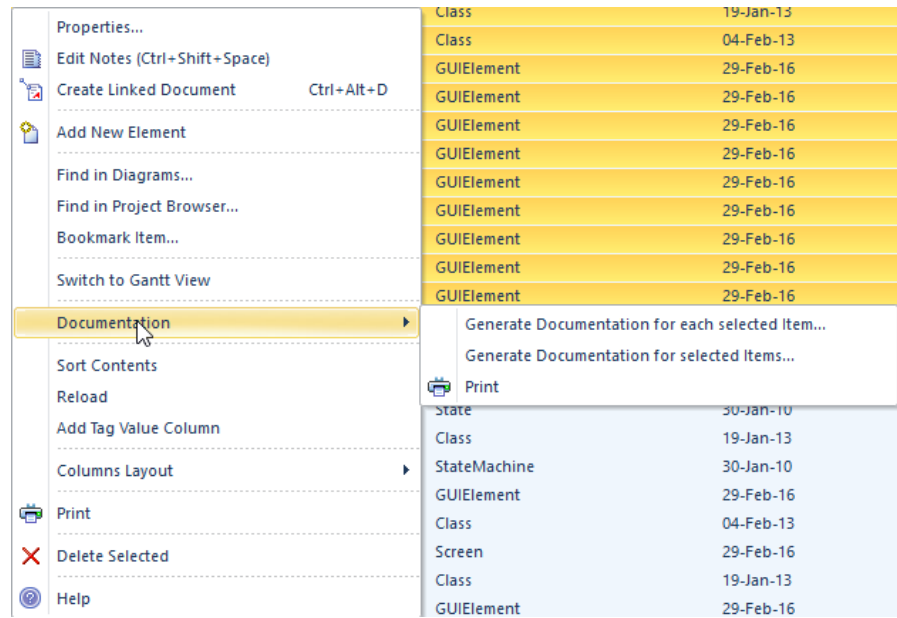 Properties...
Edit Notes (Ctrl+Shift+Space)
Create Linked Document Ctrl+Alt+D
Add New Element
Find in Diagrams...
Find in Project Browser...
Bookmark Item...
Switch to Gantt View
Documentation
Sort Contents
Reload
Add Tag Value Column
Columns Layout
Print
Delete Selected
Help
Class 19-Jan-13
Class 04-Feb-13
GUIElement 29-Feb-16
GUIElement 29-Feb-16
GUIElement 29-Feb-16
GUIElement 29-Feb-16
GUIElement 29-Feb-16
GUIElement 29-Feb-16
GUIElement 29-Feb-16
GUIElement 29-Feb-16
GUIElement 29-Feb-16
Generate Documentation for each selected Item...
Generate Documentation for selected Items...
Print
State 30-Jan-10
Class 19-Jan-13
StateMachine 30-Jan-10
GUIElement 29-Feb-16
Class 04-Feb-13
Screen 29-Feb-16
Class 19-Jan-13
GUIElement 29-Feb-16